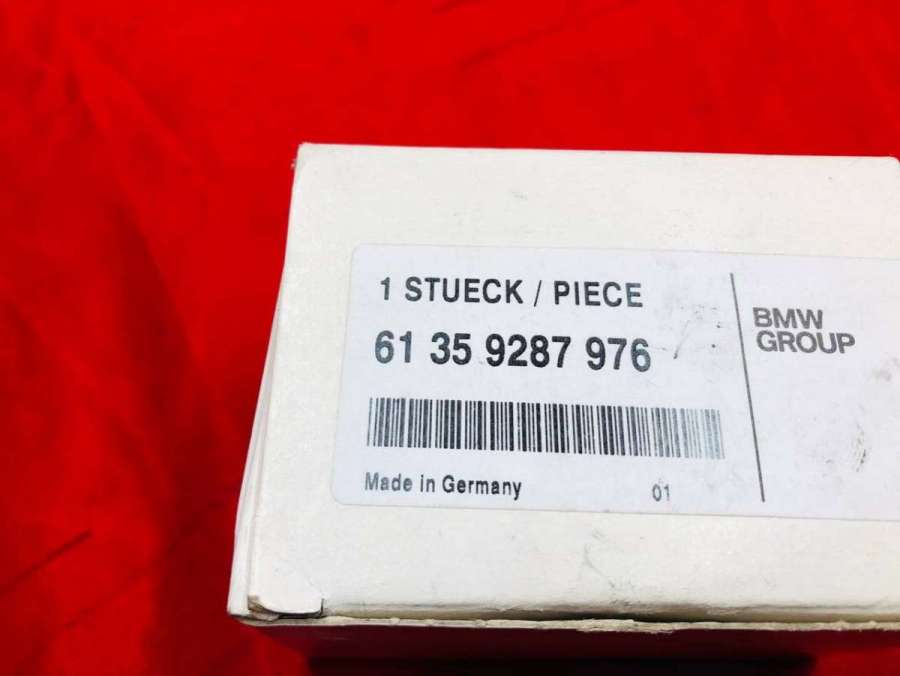 1 STUECK / PIECE
61 35 9287 976
Made in Germany
01
BMW
GROUP